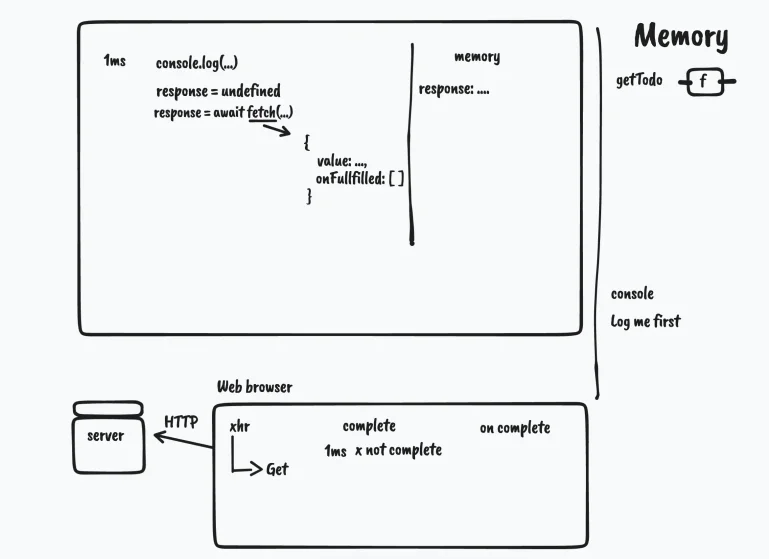 Memory
getTodo f
1ms console.log(...)
response = undefined
response = await fetch(...)
{
value: ...,
onFullfilled: [ ]
}
memory
response: ....
console
Log me first
Web browser
server
HTTP
xhr complete on complete
1ms x not complete
Get